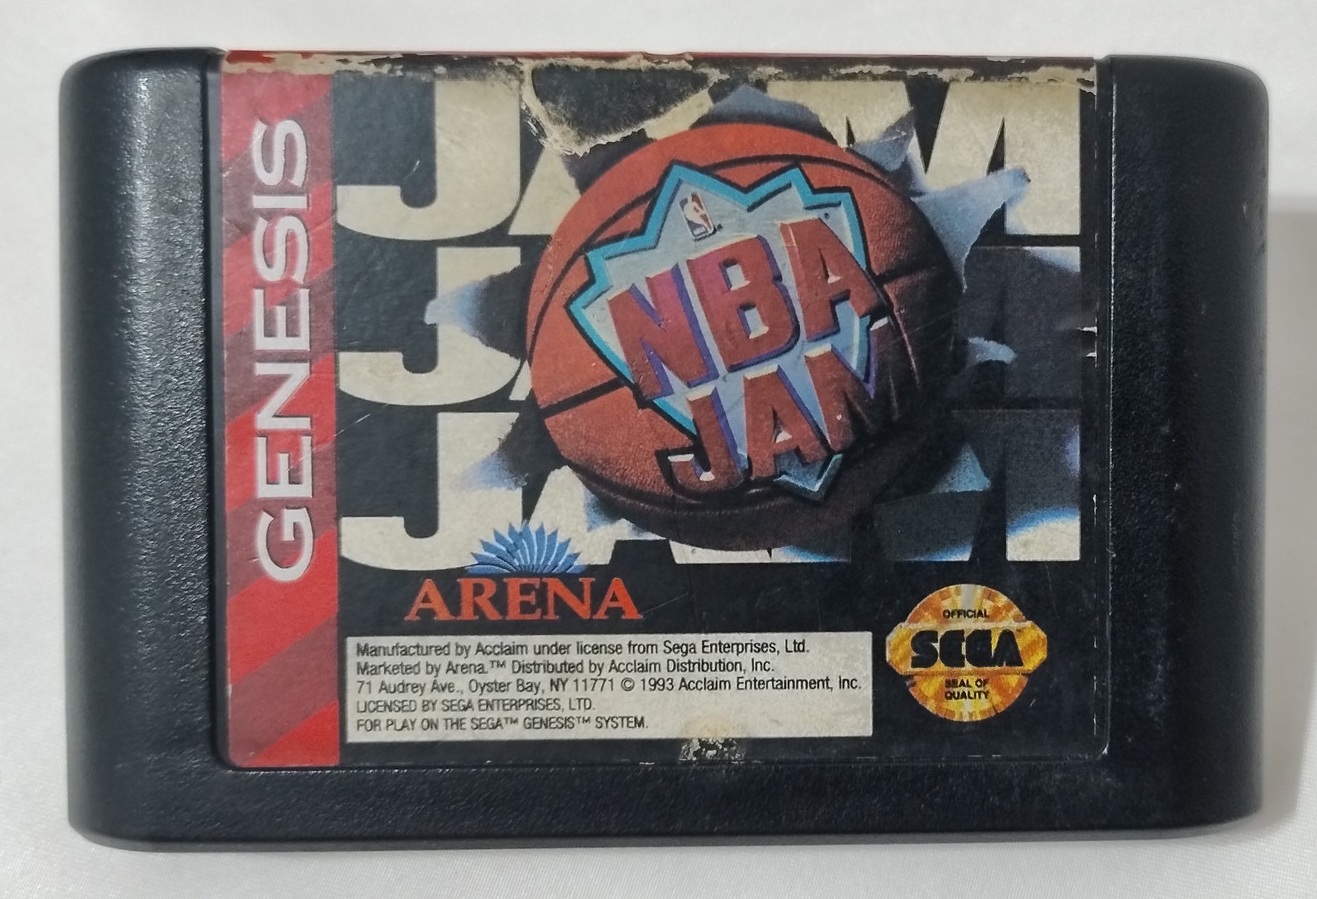 GENESIS
JAM
JAM
JAM
NBA
JAM
ARENA
Manufactured by Acclaim under license from Sega Enterprises, Ltd.
Marketed by Arena.™ Distributed by Acclaim Distribution, Inc.
71 Audrey Ave., Oyster Bay, NY 11771 © 1993 Acclaim Entertainment, Inc.
LICENSED BY SEGA ENTERPRISES, LTD.
FOR PLAY ON THE SEGA™ GENESIS™ SYSTEM.
OFFICIAL
SEGA
SEAL OF
QUALITY